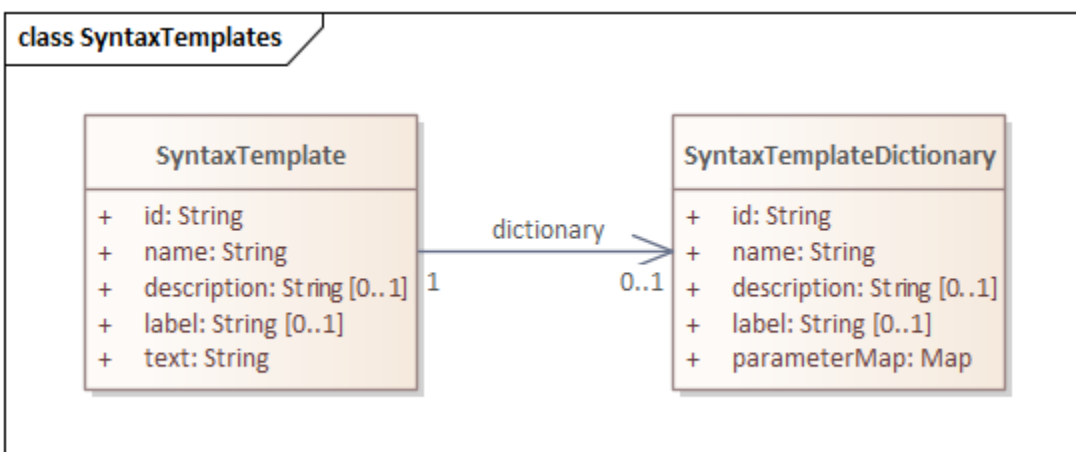 class SyntaxTemplates
SyntaxTemplate
+ id: String
+ name: String
+ description: String [0..1]
+ label: String [0..1]
+ text: String
dictionary
1
0..1
SyntaxTemplateDictionary
+ id: String
+ name: String
+ description: String [0..1]
+ label: String [0..1]
+ parameterMap: Map